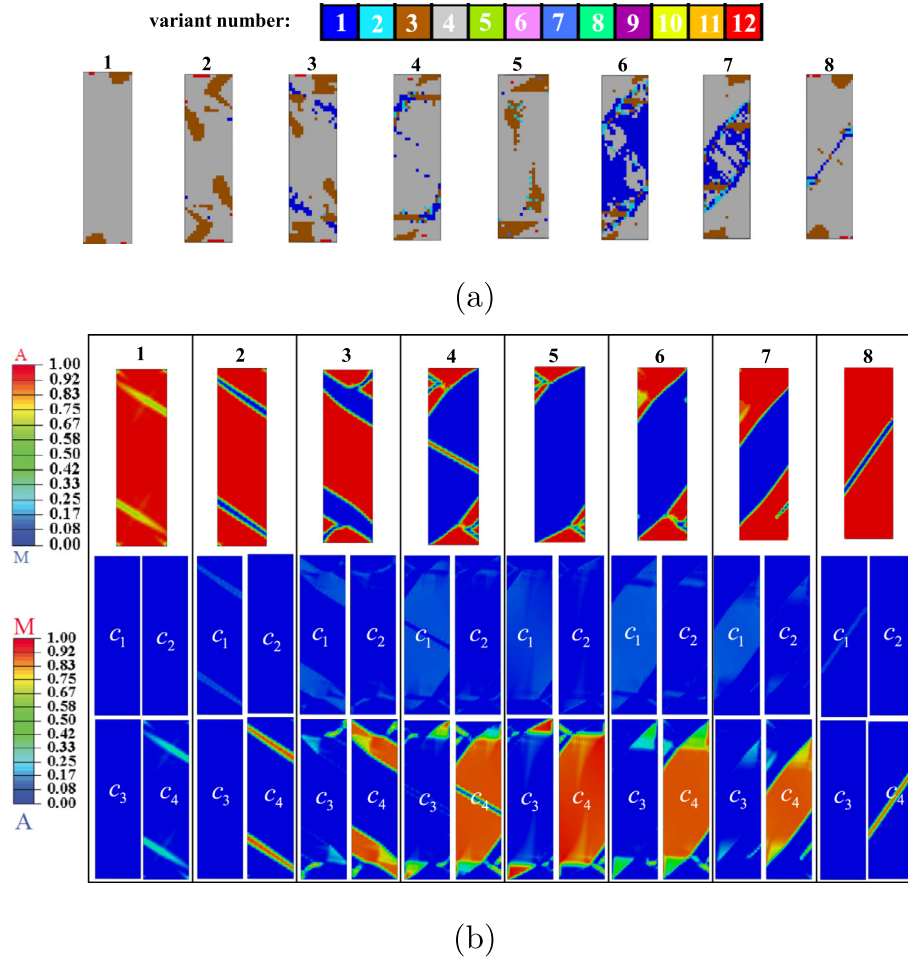 variant number: 1 2 3 4 5 6 7 8 9 10 11 12
1 2 3 4 5 6 7 8
(a)
A 1 2 3 4 5 6 7 8
1.00
0.92
0.83
0.75
0.67
0.58
0.50
0.42
0.33
0.25
0.17
0.08
0.00
M
c1 c2 c1 c2 c1 c2 c1 c2 c1 c2 c1 c2 c1 c2 c1 c2
M
1.00
0.92
0.83
0.75
0.67
0.58
0.50
0.42
0.33
0.25
0.17
0.08
0.00
A
c3 c4 c3 c4 c3 c4 c3 c4 c3 c4 c3 c4 c3 c4 c3 c4
(b)